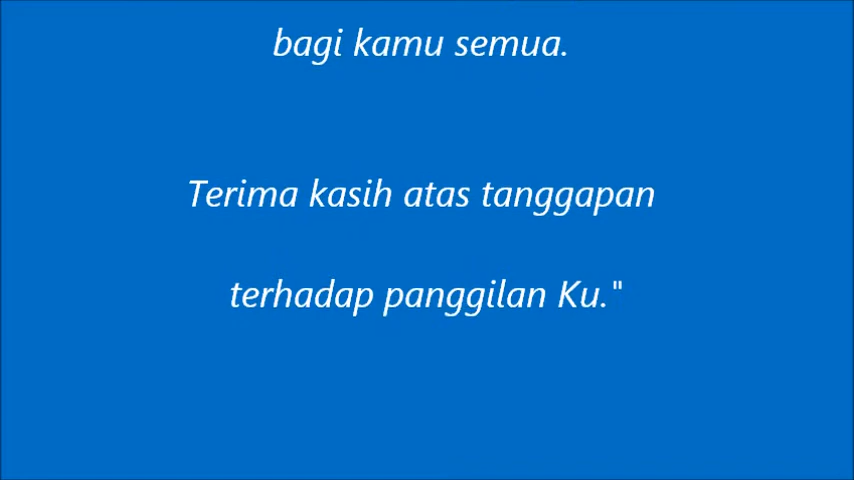 bagi kamu semua.
Terima kasih atas tanggapan
terhadap panggilan Ku."